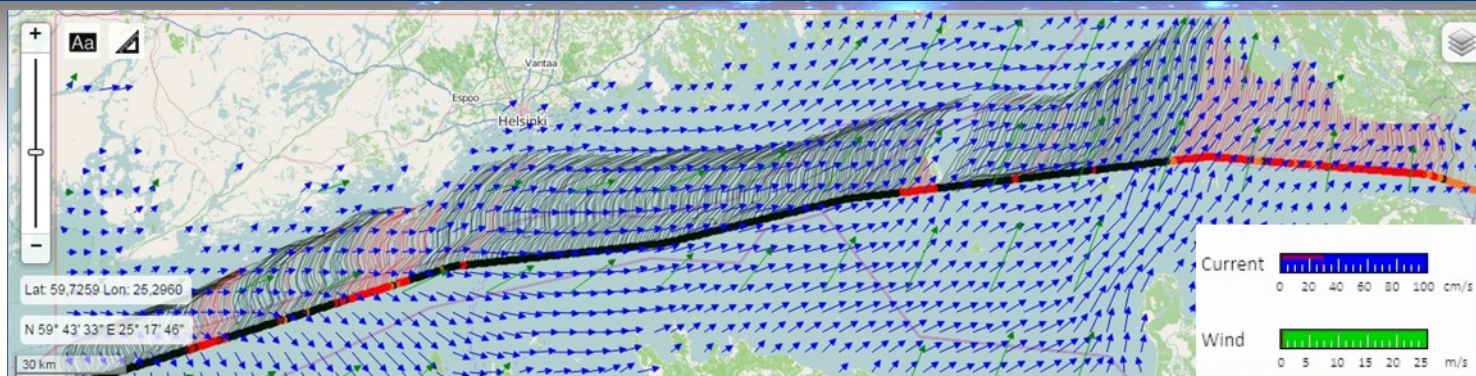 +
Aa
Vantaa
Espoo
Helsinki
−
Lat: 59,7259 Lon: 25,2960
N 59° 43' 33" E 25° 17' 46"
30 km
Current
0 20 40 60 80 100 cm/s
Wind
0 5 10 15 20 25 m/s